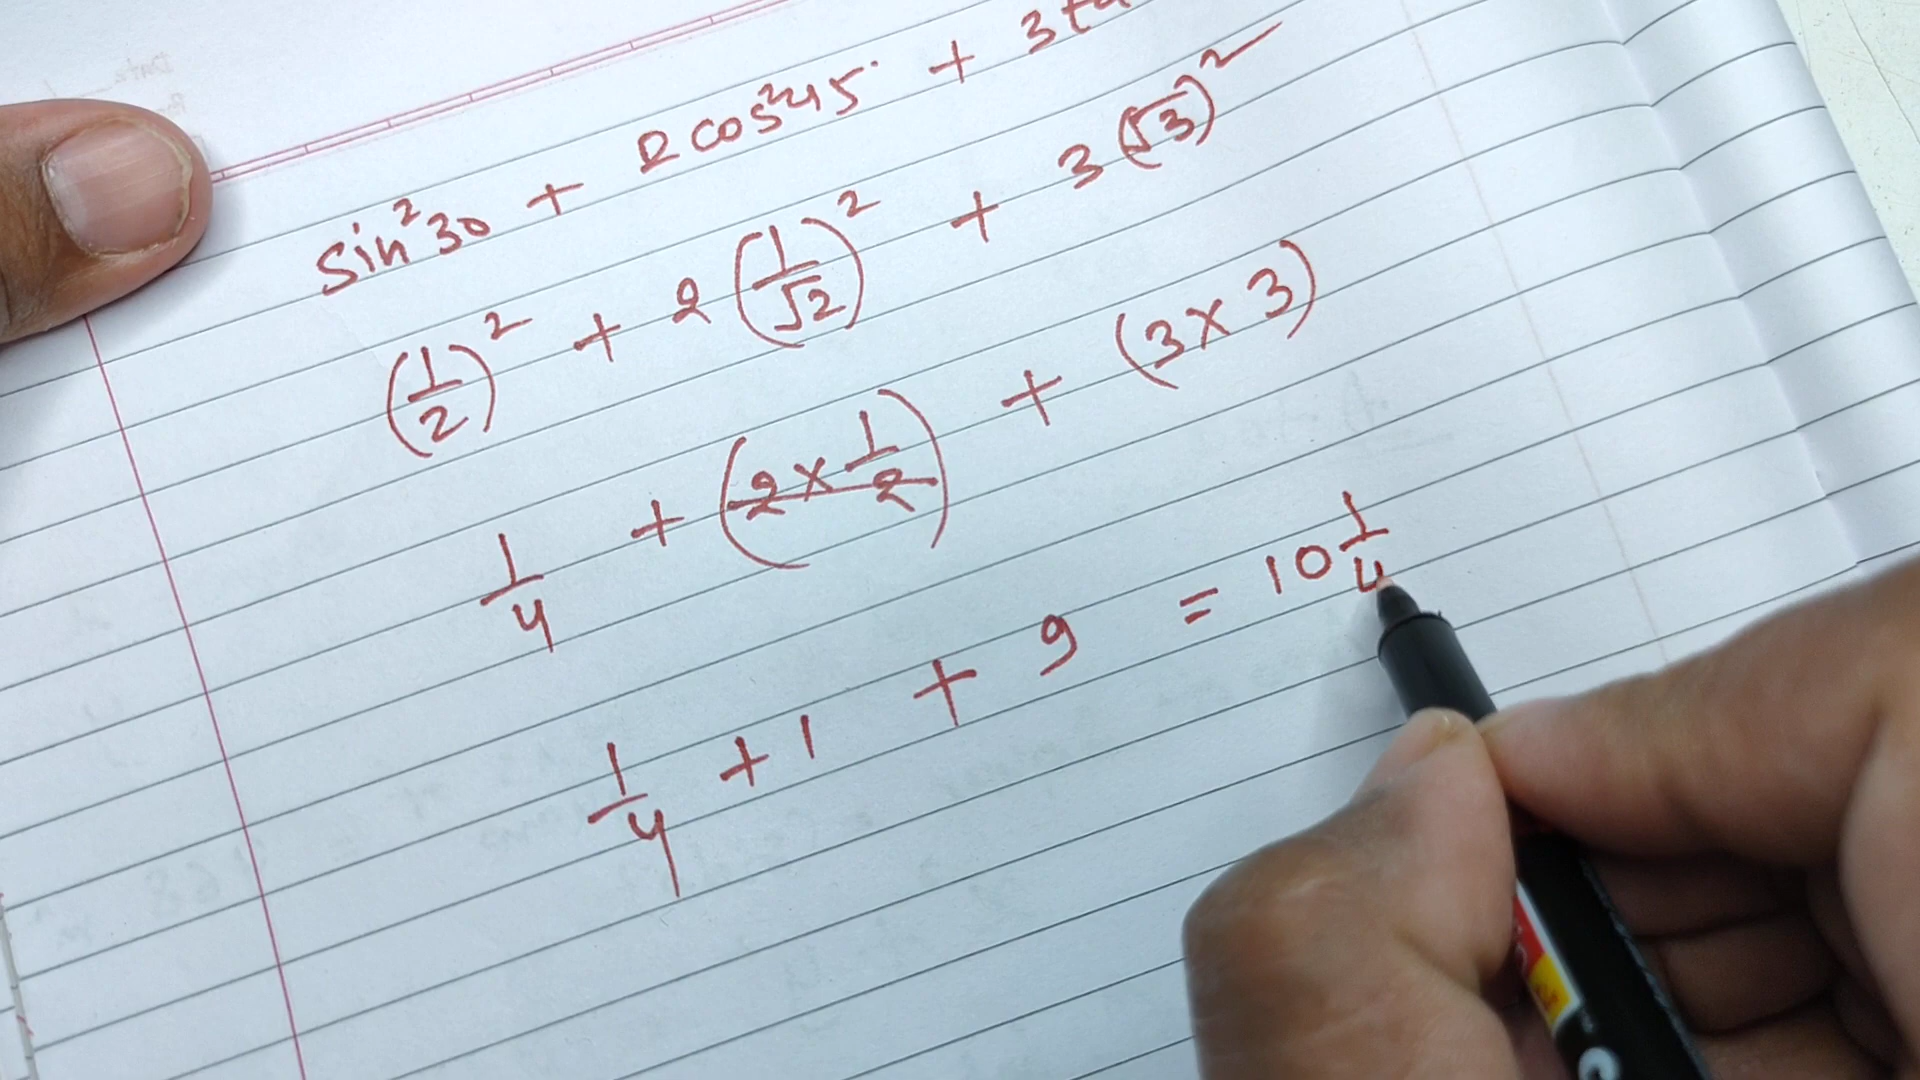 sin²30 + 2cos²45° + 3ta
(1/2)² + 2(1/√2)² + 3(√3)²
1/4 + (2×1/2) + (3×3)
1/4 + 1 + 9 = 10 1/4